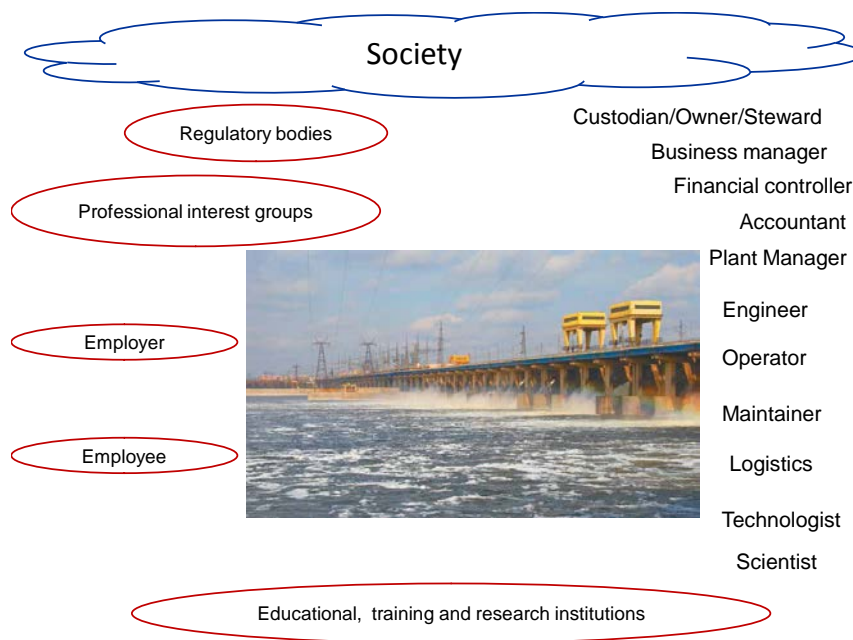 Society
Regulatory bodies
Custodian/Owner/Steward
Business manager
Financial controller
Professional interest groups
Accountant
Plant Manager
Engineer
Employer
Operator
Maintainer
Employee
Logistics
Technologist
Scientist
Educational, training and research institutions